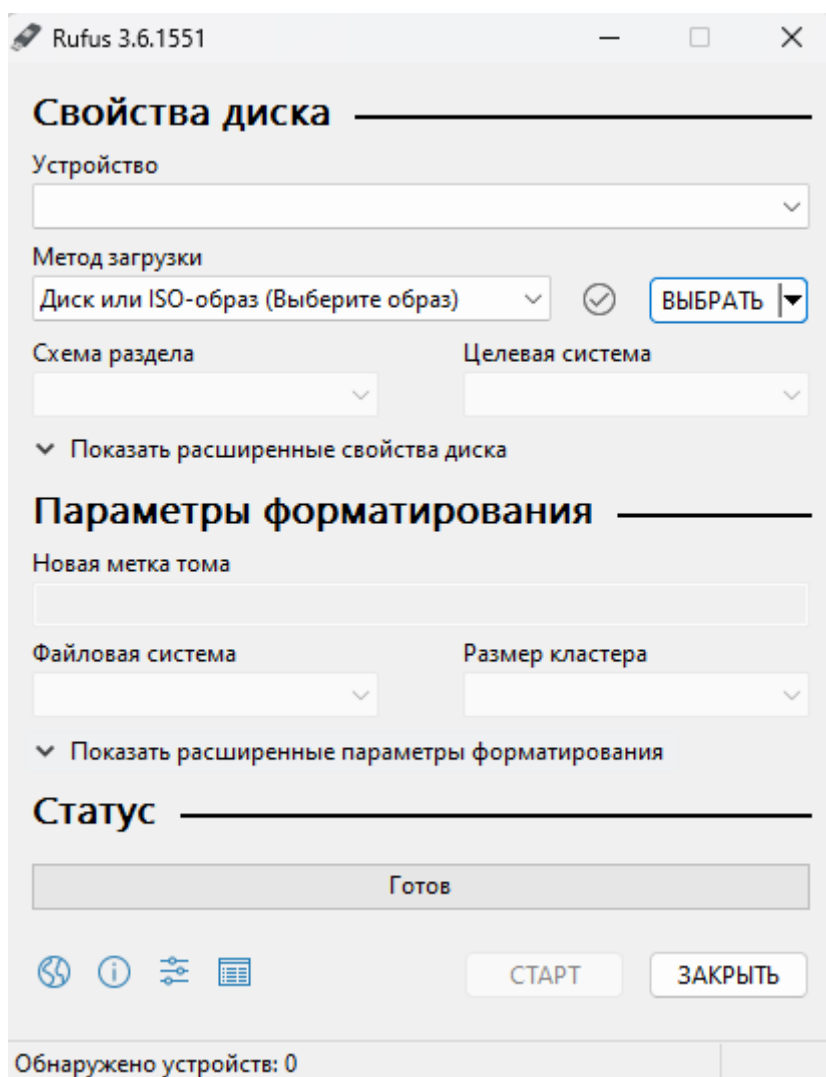 Rufus 3.6.1551
Свойства диска
Устройство
Метод загрузки
Диск или ISO-образ (Выберите образ)
ВЫБРАТЬ
Схема раздела
Целевая система
Показать расширенные свойства диска
Параметры форматирования
Новая метка тома
Файловая система
Размер кластера
Показать расширенные параметры форматирования
Статус
Готов
СТАРТ
ЗАКРЫТЬ
Обнаружено устройств: 0